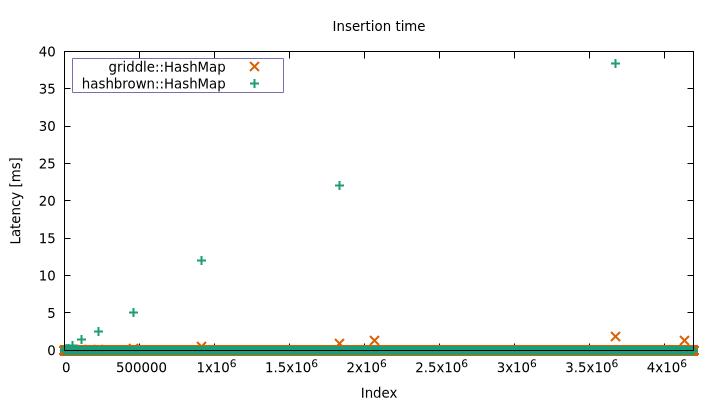 Insertion time
griddle::HashMap
hashbrown::HashMap
Latency [ms]
40
35
30
25
20
15
10
5
0
0 500000 1x10⁶ 1.5x10⁶ 2x10⁶ 2.5x10⁶ 3x10⁶ 3.5x10⁶ 4x10⁶
Index